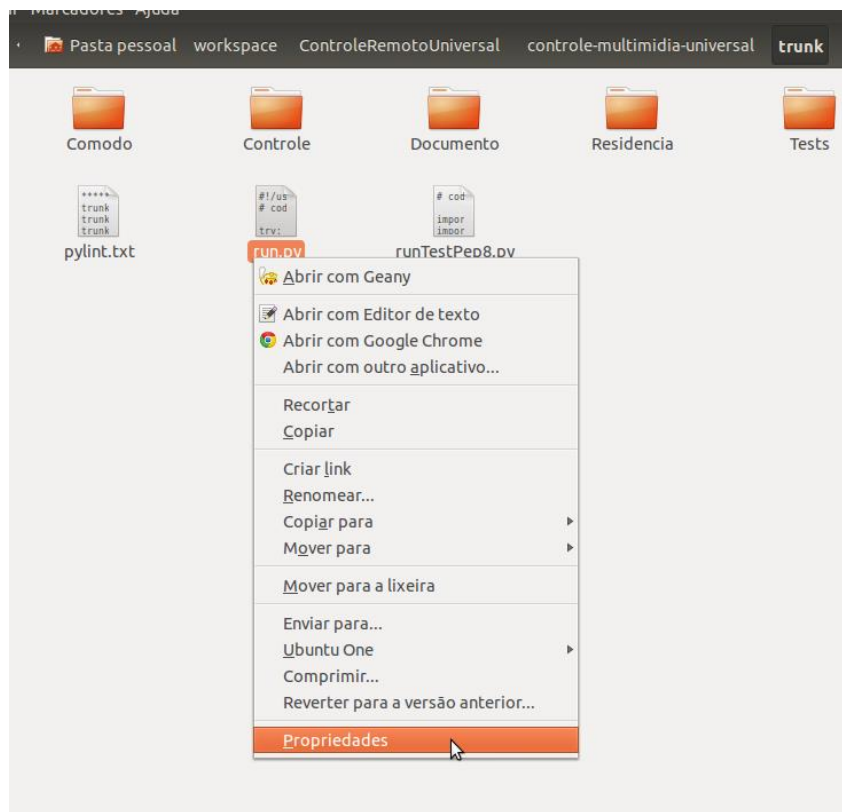 Marcadores Ajuda
Pasta pessoal workspace ControleRemotoUniversal controle-multimidia-universal trunk
Comodo Controle Documento Residencia Tests
*****
trunk
trunk
trunk
#!/us
# cod
try:
# cod
impor
impor
pylint.txt run.py runTestPep8.py
Abrir com Geany
Abrir com Editor de texto
Abrir com Google Chrome
Abrir com outro aplicativo...
Recortar
Copiar
Criar link
Renomear...
Copiar para
Mover para
Mover para a lixeira
Enviar para...
Ubuntu One
Comprimir...
Reverter para a versão anterior...
Propriedades